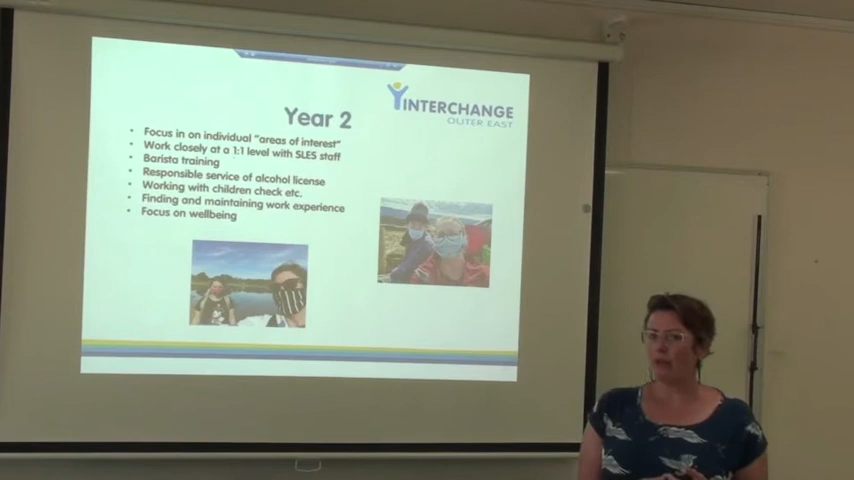 INTERCHANGE
OUTER EAST
Year 2
• Focus in on individual "areas of interest"
• Work closely at a 1:1 level with SLES staff
• Barista training
• Responsible service of alcohol license
• Working with children check etc.
• Finding and maintaining work experience
• Focus on wellbeing